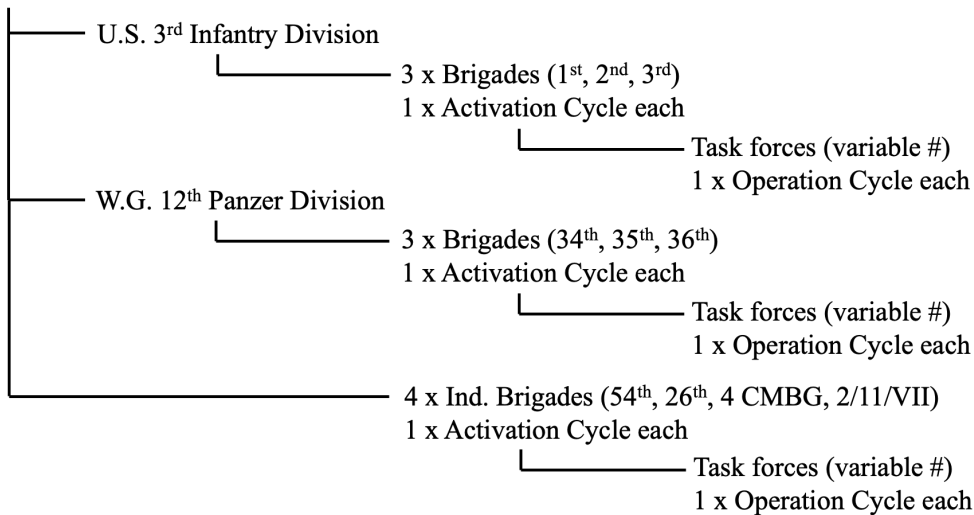 U.S. 3rd Infantry Division
3 x Brigades (1st, 2nd, 3rd)
1 x Activation Cycle each
Task forces (variable #)
1 x Operation Cycle each
W.G. 12th Panzer Division
3 x Brigades (34th, 35th, 36th)
1 x Activation Cycle each
Task forces (variable #)
1 x Operation Cycle each
4 x Ind. Brigades (54th, 26th, 4 CMBG, 2/11/VII)
1 x Activation Cycle each
Task forces (variable #)
1 x Operation Cycle each